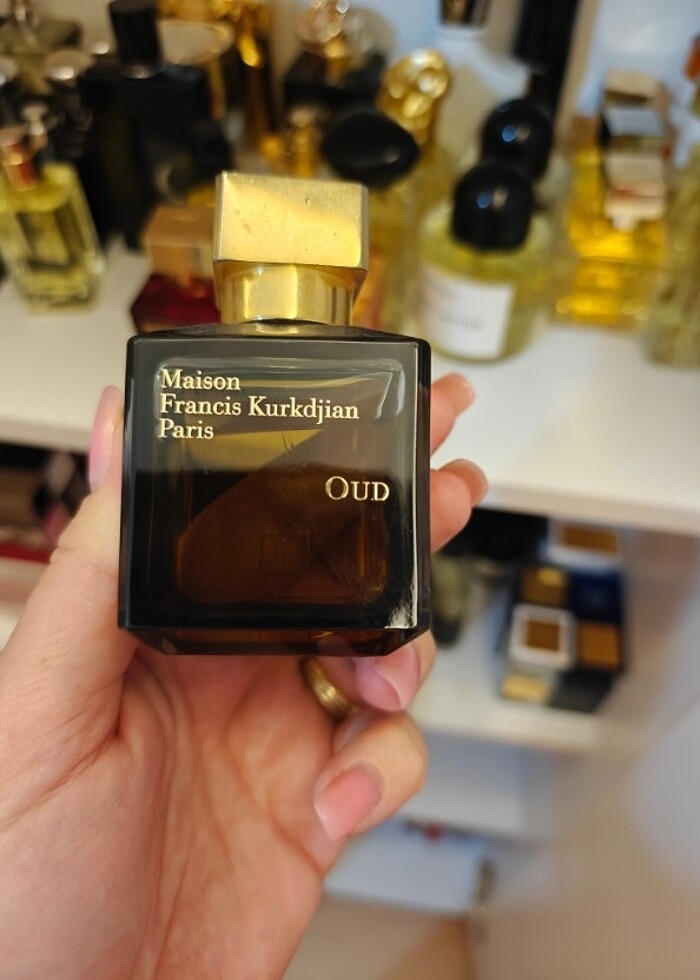 Maison
Francis Kurkdjian
Paris
OUD